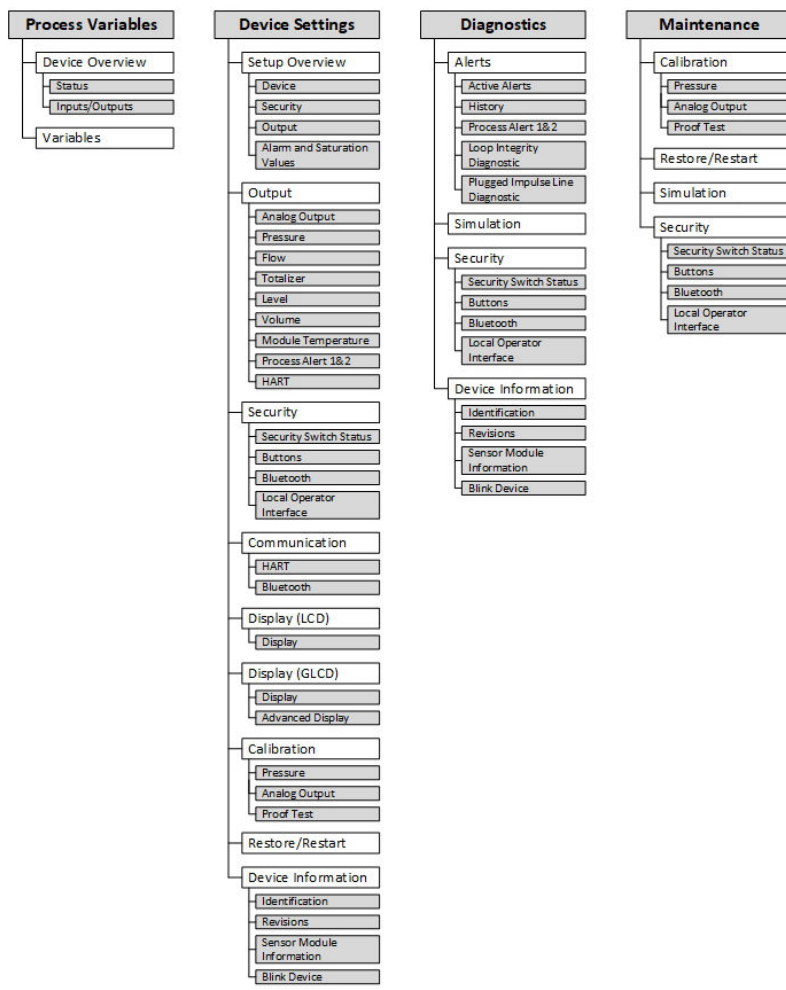 Process Variables
Device Overview
Status
Inputs/Outputs
Variables
Device Settings
Setup Overview
Device
Security
Output
Alarm and Saturation
Values
Output
Analog Output
Pressure
Flow
Totalizer
Level
Volume
Module Temperature
Process Alert 1&2
HART
Security
Security Switch Status
Buttons
Bluetooth
Local Operator
Interface
Communication
HART
Bluetooth
Display (LCD)
Display
Display (GLCD)
Display
Advanced Display
Calibration
Pressure
Analog Output
Proof Test
Restore/Restart
Device Information
Identification
Revisions
Sensor Module
Information
Blink Device
Diagnostics
Alerts
Active Alerts
History
Process Alert 1&2
Loop Integrity
Diagnostic
Plugged Impulse Line
Diagnostic
Simulation
Security
Security Switch Status
Buttons
Bluetooth
Local Operator
Interface
Device Information
Identification
Revisions
Sensor Module
Information
Blink Device
Maintenance
Calibration
Pressure
Analog Output
Proof Test
Restore/Restart
Simulation
Security
Security Switch Status
Buttons
Bluetooth
Local Operator
Interface